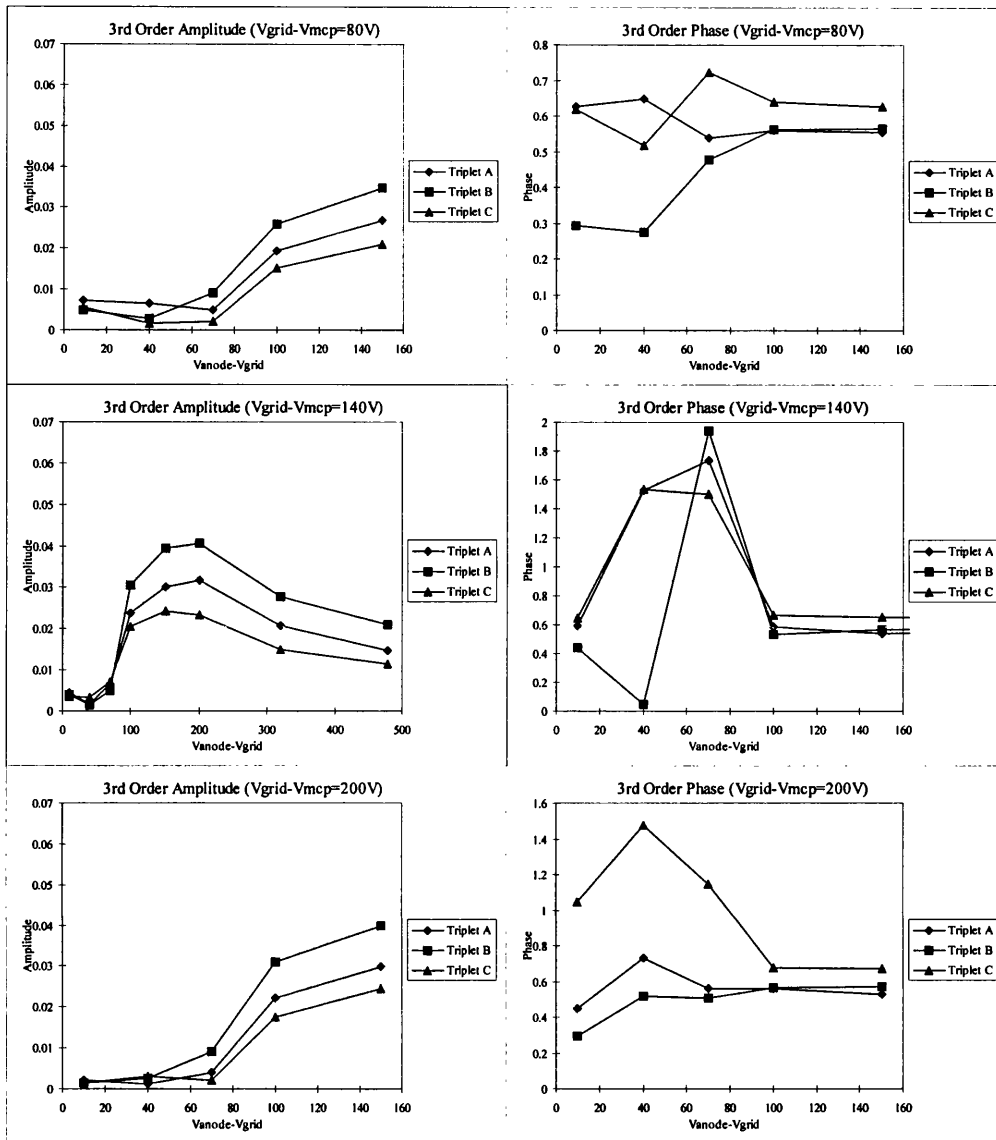 3rd Order Amplitude (Vgrid-Vmcp=80V)
0.07
0.06
0.05
0.04
0.03
0.02
0.01
0
Amplitude
0 20 40 60 80 100 120 140 160
Vanode-Vgrid
Triplet A
Triplet B
Triplet C
3rd Order Phase (Vgrid-Vmcp=80V)
0.8
0.7
0.6
0.5
0.4
0.3
0.2
0.1
0
Phase
0 20 40 60 80 100 120 140 160
Vanode-Vgrid
Triplet A
Triplet B
Triplet C
3rd Order Amplitude (Vgrid-Vmcp=140V)
0.07
0.06
0.05
0.04
0.03
0.02
0.01
0
Amplitude
0 100 200 300 400 500
Vanode-Vgrid
Triplet A
Triplet B
Triplet C
3rd Order Phase (Vgrid-Vmcp=140V)
2
1.8
1.6
1.4
1.2
1
0.8
0.6
0.4
0.2
0
Phase
0 20 40 60 80 100 120 140 160
Vanode-Vgrid
Triplet A
Triplet B
Triplet C
3rd Order Amplitude (Vgrid-Vmcp=200V)
0.07
0.06
0.05
0.04
0.03
0.02
0.01
0
Amplitude
0 20 40 60 80 100 120 140 160
Vanode-Vgrid
Triplet A
Triplet B
Triplet C
3rd Order Phase (Vgrid-Vmcp=200V)
1.6
1.4
1.2
1
0.8
0.6
0.4
0.2
0
Phase
0 20 40 60 80 100 120 140 160
Vanode-Vgrid
Triplet A
Triplet B
Triplet C